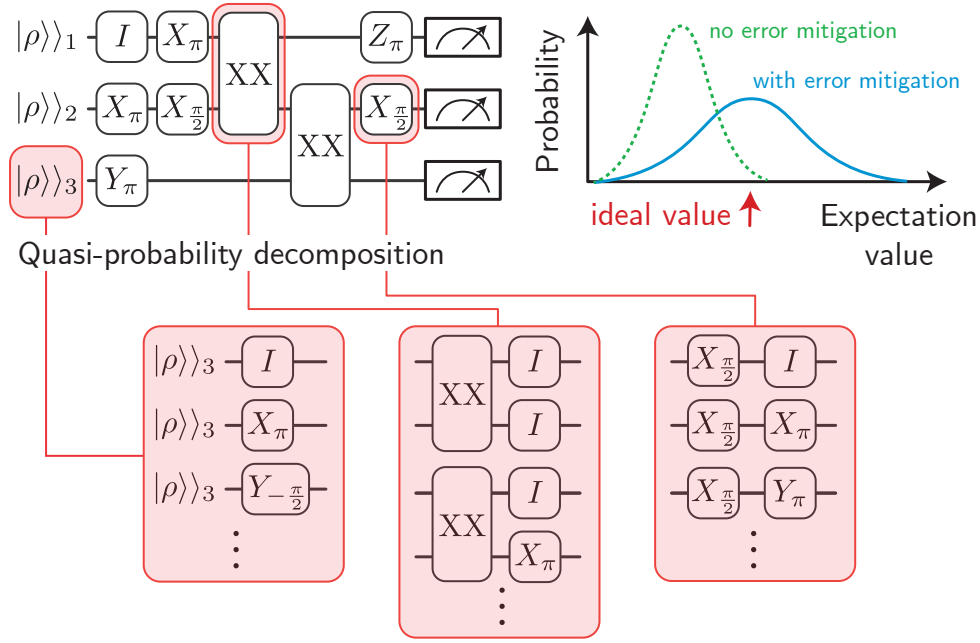 |ρ⟩⟩₁ I X_π XX Z_π
|ρ⟩⟩₂ X_π X_{π/2} XX X_{π/2}
|ρ⟩⟩₃ Y_π
Probability
no error mitigation
with error mitigation
ideal value
Expectation
value
Quasi-probability decomposition
|ρ⟩⟩₃ I
|ρ⟩⟩₃ X_π
|ρ⟩⟩₃ Y_{-π/2}
⋮
XX I
I
XX I
X_π
⋮
X_{π/2} I
X_{π/2} X_π
X_{π/2} Y_π
⋮